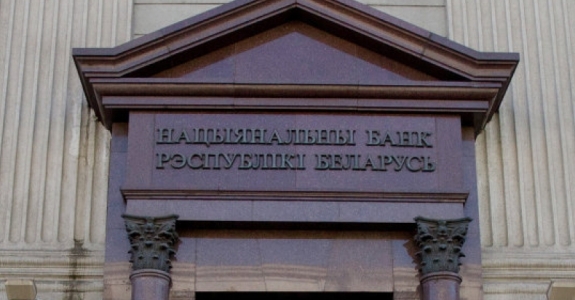 НАЦЫЯНАЛЬНЫ БАНК
РЭСПУБЛІКІ БЕЛАРУСЬ